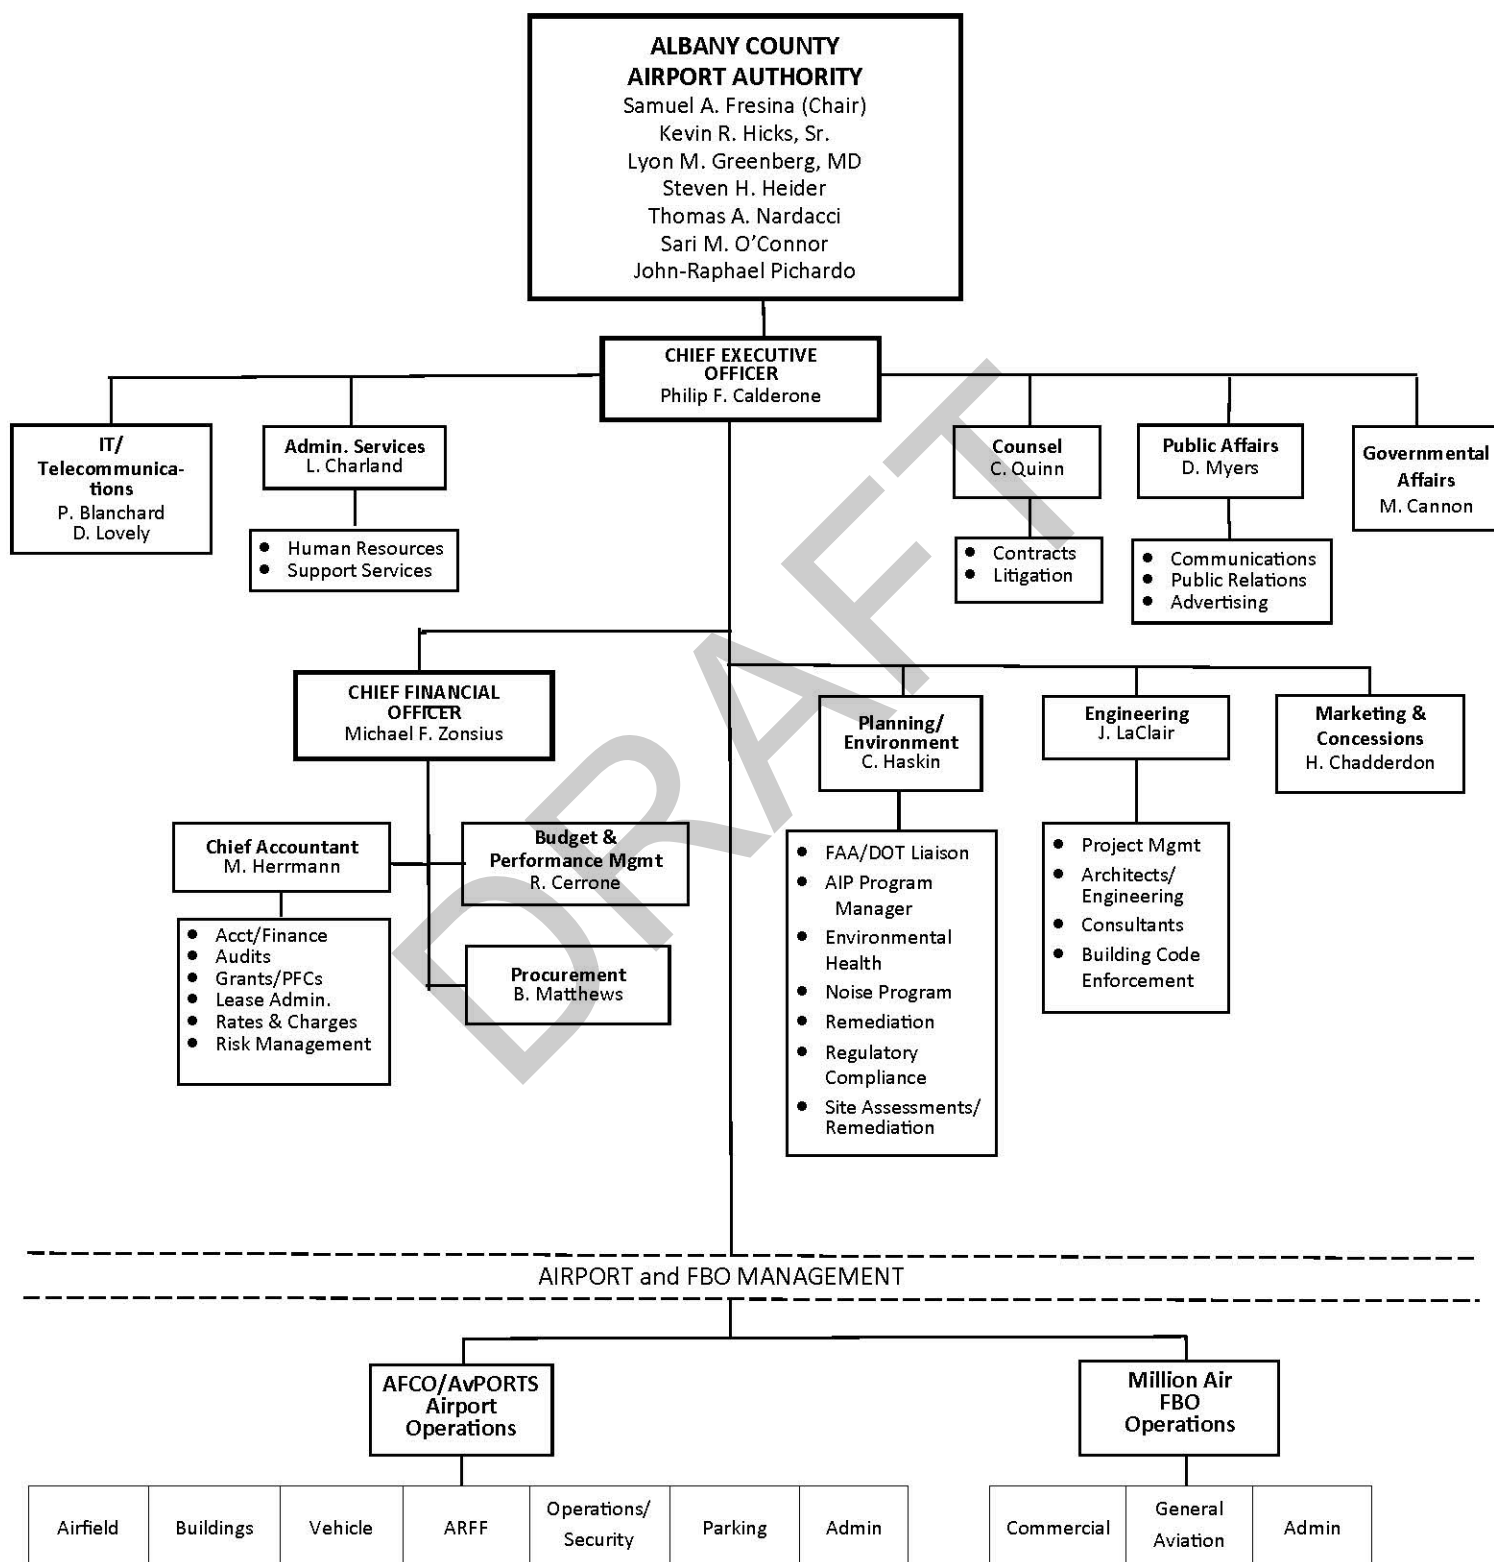 ALBANY COUNTY
AIRPORT AUTHORITY
Samuel A. Fresina (Chair)
Kevin R. Hicks, Sr.
Lyon M. Greenberg, MD
Steven H. Heider
Thomas A. Nardacci
Sari M. O’Connor
John-Raphael Pichardo
CHIEF EXECUTIVE
OFFICER
Philip F. Calderone
IT/
Telecommunica-
tions
P. Blanchard
D. Lovely
Admin. Services
L. Charland
● Human Resources
● Support Services
Counsel
C. Quinn
● Contracts
● Litigation
Public Affairs
D. Myers
● Communications
● Public Relations
● Advertising
Governmental
Affairs
M. Cannon
CHIEF FINANCIAL
OFFICER
Michael F. Zonsius
Chief Accountant
M. Herrmann
● Acct/Finance
● Audits
● Grants/PFCs
● Lease Admin.
● Rates & Charges
● Risk Management
Budget &
Performance Mgmt
R. Cerrone
Procurement
B. Matthews
Planning/
Environment
C. Haskin
● FAA/DOT Liaison
● AIP Program
Manager
● Environmental
Health
● Noise Program
● Remediation
● Regulatory
Compliance
● Site Assessments/
Remediation
Engineering
J. LaClair
● Project Mgmt
● Architects/
Engineering
● Consultants
● Building Code
Enforcement
Marketing &
Concessions
H. Chadderdon
DRAFT
AIRPORT and FBO MANAGEMENT
AFCO/AvPORTS
Airport
Operations
Airfield
Buildings
Vehicle
ARFF
Operations/
Security
Parking
Admin
Million Air
FBO
Operations
Commercial
General
Aviation
Admin